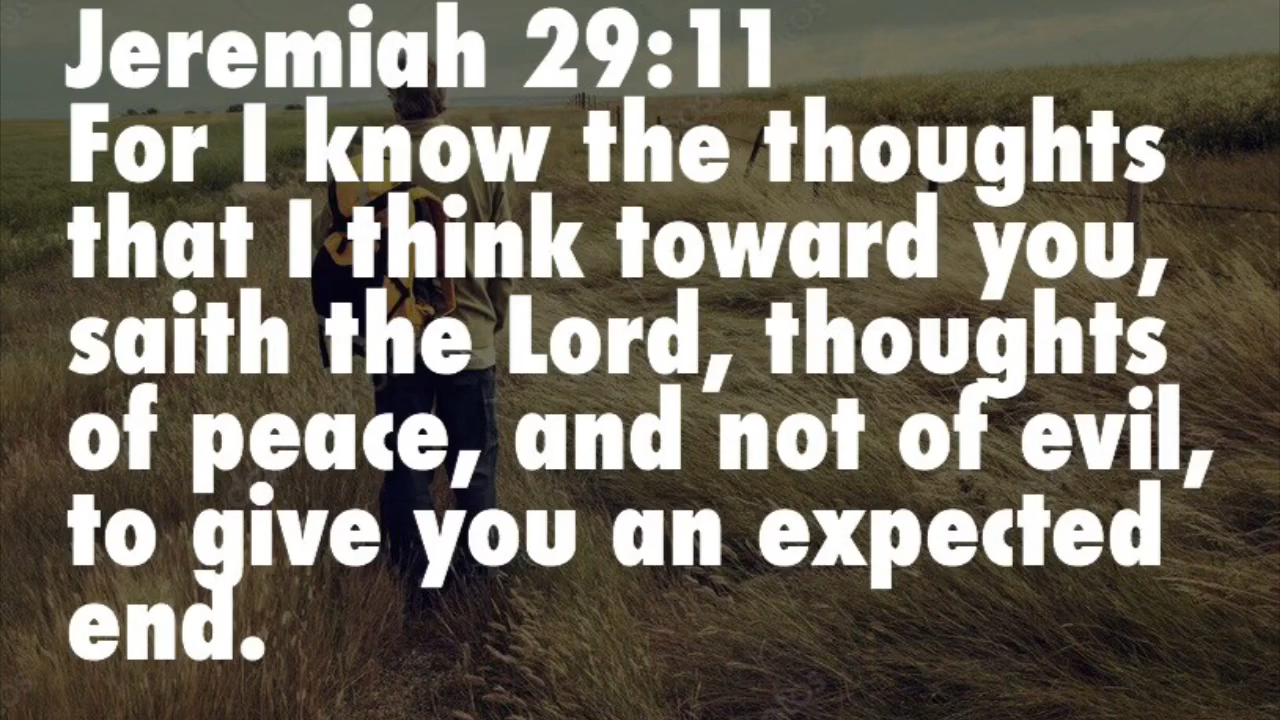 Jeremiah 29:11
For I know the thoughts
that I think toward you,
saith the Lord, thoughts
of peace, and not of evil,
to give you an expected
end.